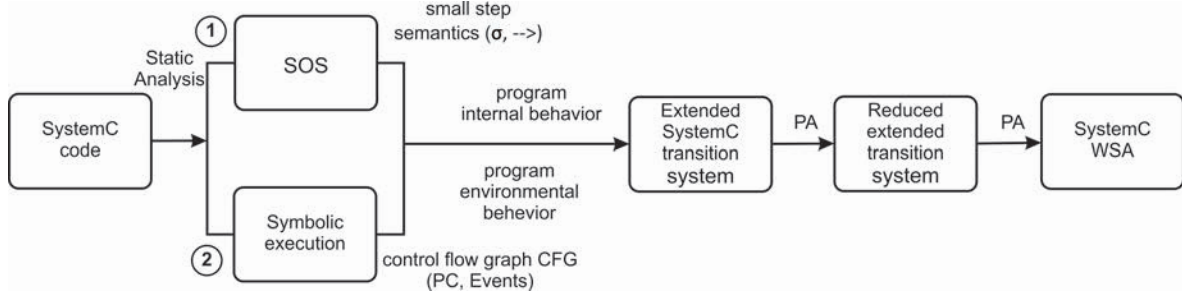 small step
semantics (σ, -->)
1
SOS
Static
Analysis
SystemC
code
program
internal behavior
program
environmental
behevior
Symbolic
execution
2
control flow graph CFG
(PC, Events)
Extended
SystemC
transition
system
PA
Reduced
extended
transition
system
PA
SystemC
WSA